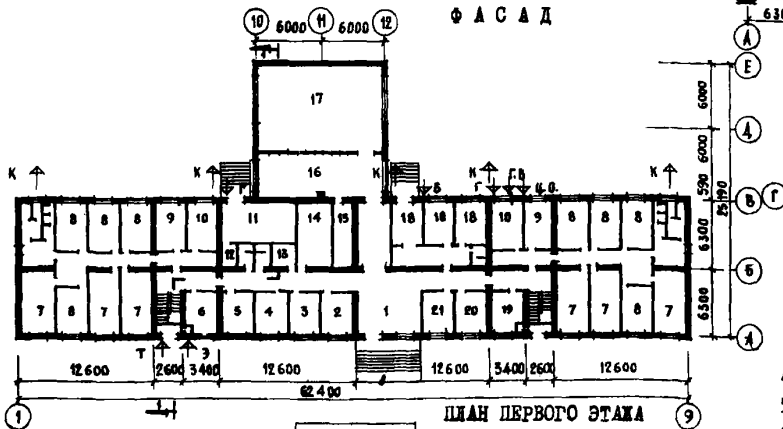 ФАСАД
630
10 11 12
6000 6000
А
Е
Д
В
Г
Б
А
6000
6000
590
25190
6300
6300
17
16
К К К К
Г В Г Г.В Ц.О.
8 8 8 9 10 11 14 15 18 18 18 10 9 8 8 8
12 13
7 8 7 7 6 5 4 3 2 1 21 20 19 7 7 8 7
Т Э
12600 2600 3400 12600 12600 3400 2600 12600
62400
1 9
ПЛАН ПЕРВОГО ЭТАЖА